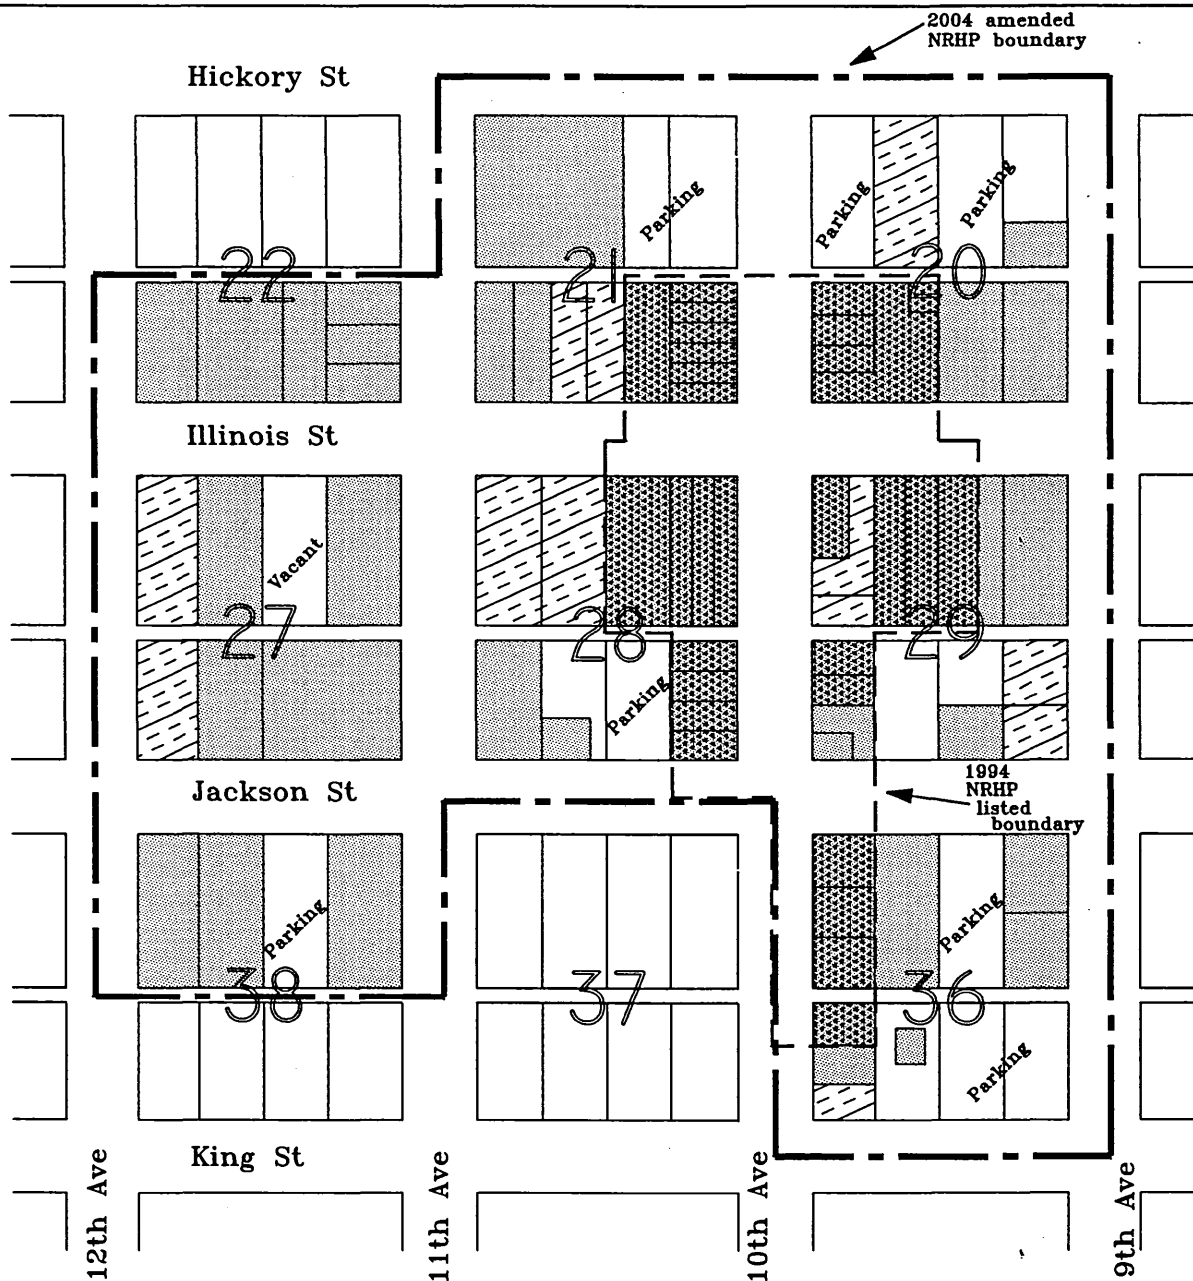 2004 amended
NRHP boundary
Hickory St
Parking
Parking
Parking
22
21
20
Illinois St
Vacant
27
28
29
Parking
Jackson St
1994
NRHP
listed
boundary
Parking
Parking
38
37
36
Parking
King St
12th Ave
11th Ave
10th Ave
9th Ave